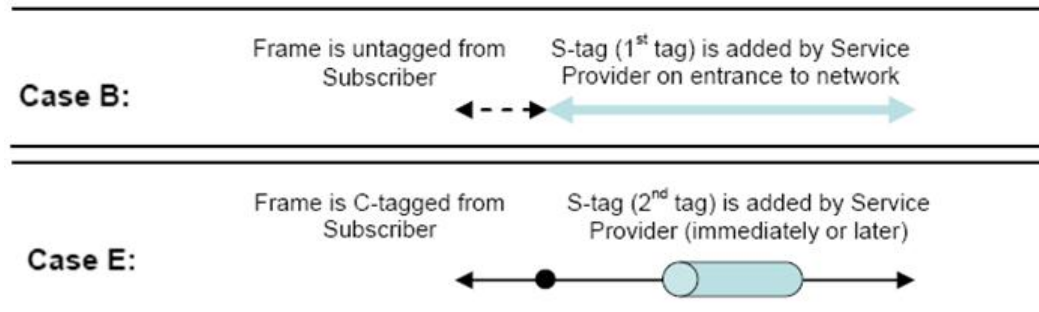 Frame is untagged from
Subscriber
S-tag (1st tag) is added by Service
Provider on entrance to network
Case B:
Frame is C-tagged from
Subscriber
S-tag (2nd tag) is added by Service
Provider (immediately or later)
Case E: